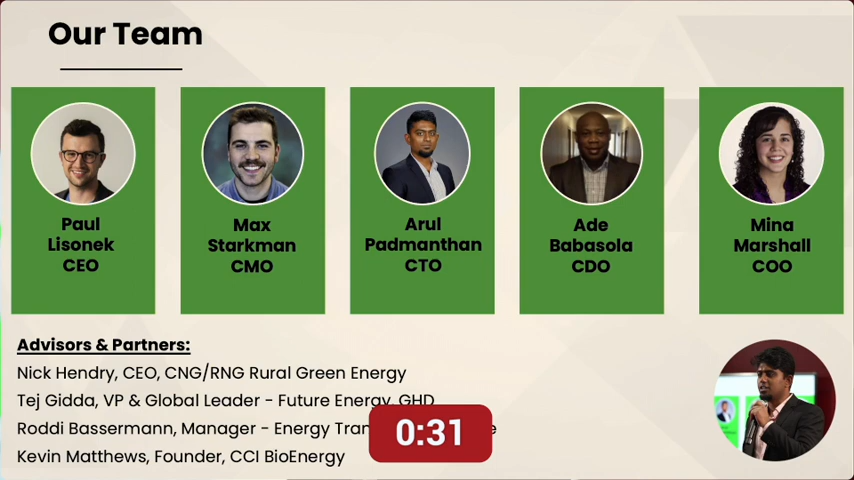 Our Team
Paul
Lisonek
CEO
Max
Starkman
CMO
Arul
Padmanthan
CTO
Ade
Babasola
CDO
Mina
Marshall
COO
Advisors & Partners:
Nick Hendry, CEO, CNG/RNG Rural Green Energy
Tej Gidda, VP & Global Leader - Future Energy, GHD
Roddi Bassermann, Manager - Energy
Kevin Matthews, Founder, CCI BioEnergy
0:31